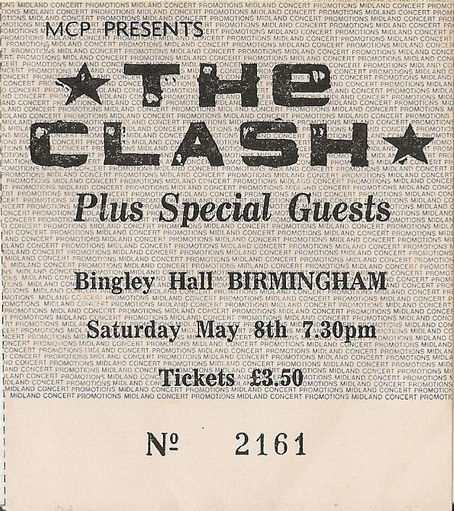 MCP PRESENTS
★THE
CLASH★
Plus Special Guests
Bingley Hall BIRMINGHAM
Saturday May 8th 7.30pm
Tickets £3.50
Nº 2161